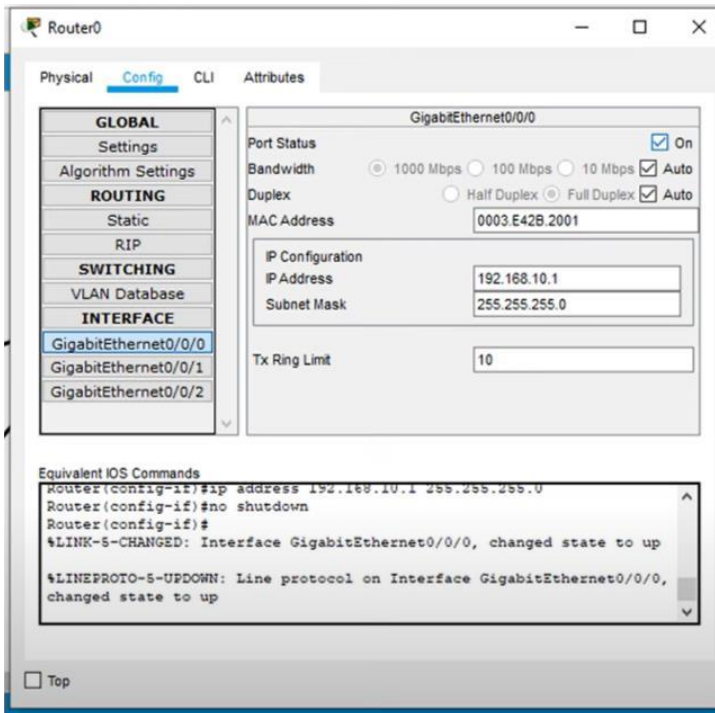 Router0
Physical Config CLI Attributes
GLOBAL
Settings
Algorithm Settings
ROUTING
Static
RIP
SWITCHING
VLAN Database
INTERFACE
GigabitEthernet0/0/0
GigabitEthernet0/0/1
GigabitEthernet0/0/2
GigabitEthernet0/0/0
Port Status On
Bandwidth 1000 Mbps 100 Mbps 10 Mbps Auto
Duplex Half Duplex Full Duplex Auto
MAC Address 0003.E42B.2001
IP Configuration
IP Address 192.168.10.1
Subnet Mask 255.255.255.0
Tx Ring Limit 10
Equivalent IOS Commands
Router(config-if)#ip address 192.168.10.1 255.255.255.0
Router(config-if)#no shutdown
Router(config-if)#
%LINK-5-CHANGED: Interface GigabitEthernet0/0/0, changed state to up
%LINEPROTO-5-UPDOWN: Line protocol on Interface GigabitEthernet0/0/0,
changed state to up
Top